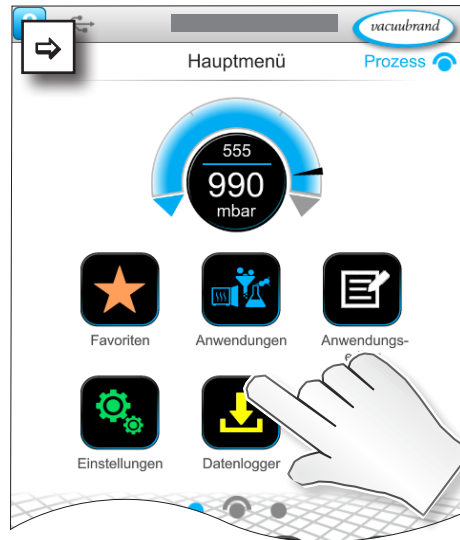 vacuubrand
Hauptmenü
Prozess
555
990
mbar
Favoriten
Anwendungen
Anwendungs-
Einstellungen
Datenlogger